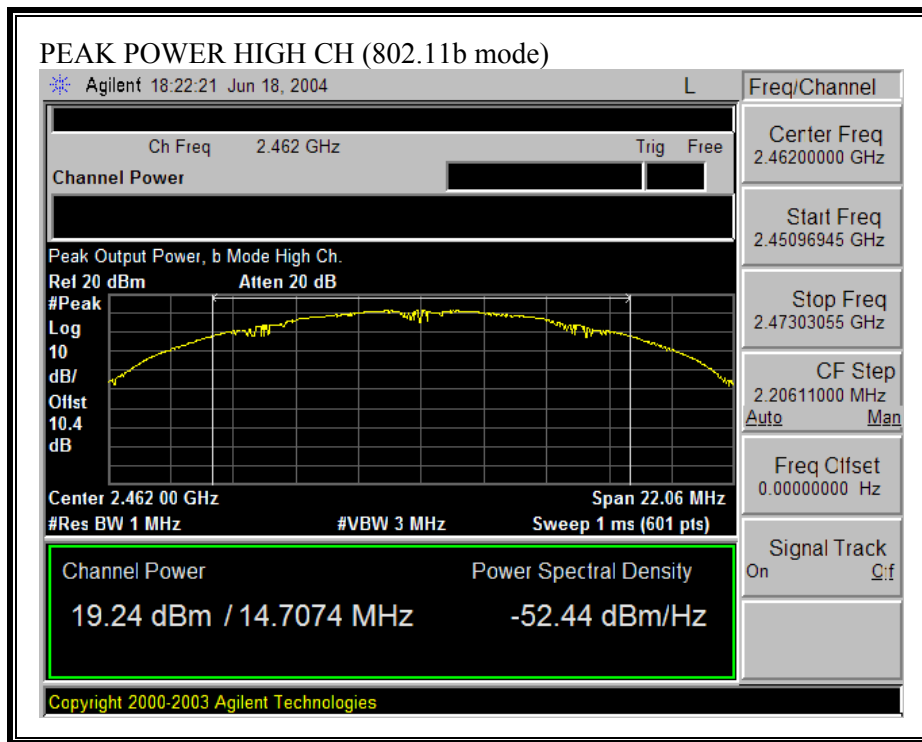 PEAK POWER HIGH CH (802.11b mode)
Agilent 18:22:21 Jun 18, 2004 L
Ch Freq 2.462 GHz Trig Free
Channel Power
Peak Output Power, b Mode High Ch.
Ref 20 dBm Atten 20 dB
#Peak
Log
10
dB/
Offst
10.4
dB
Center 2.462 00 GHz Span 22.06 MHz
#Res BW 1 MHz #VBW 3 MHz Sweep 1 ms (601 pts)
Channel Power Power Spectral Density
19.24 dBm / 14.7074 MHz -52.44 dBm/Hz
Copyright 2000-2003 Agilent Technologies
Freq/Channel
Center Freq
2.46200000 GHz
Start Freq
2.45096945 GHz
Stop Freq
2.47303055 GHz
CF Step
2.20611000 MHz
Auto Man
Freq Offset
0.00000000 Hz
Signal Track
On Off